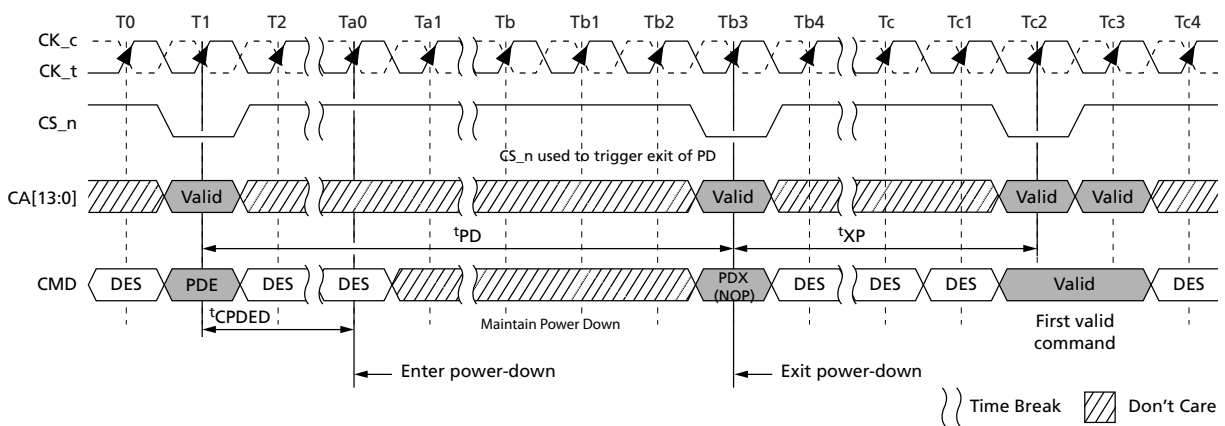 T0 T1 T2 Ta0 Ta1 Tb Tb1 Tb2 Tb3 Tb4 Tc Tc1 Tc2 Tc3 Tc4
CK_c
CK_t
CS_n
CS_n used to trigger exit of PD
CA[13:0] Valid Valid Valid Valid
tPD tXP
CMD DES PDE DES DES PDX (NOP) DES DES DES Valid DES
tCPDED Maintain Power Down First valid command
Enter power-down Exit power-down
Time Break Don't Care